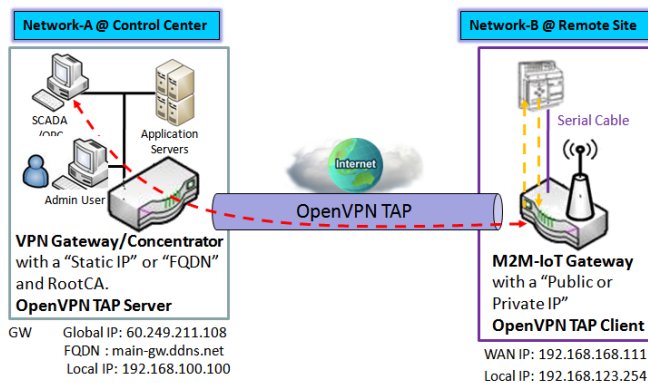 Network-A @ Control Center
Network-B @ Remote Site
SCADA
/OPC
Application
Servers
Admin User
Internet
Serial Cable
OpenVPN TAP
VPN Gateway/Concentrator
with a “Static IP” or “FQDN”
and RootCA.
OpenVPN TAP Server
GW Global IP: 60.249.211.108
FQDN : main-gw.ddns.net
Local IP: 192.168.100.100
M2M-IoT Gateway
with a “Public or
Private IP”
OpenVPN TAP Client
WAN IP: 192.168.168.111
Local IP: 192.168.123.254